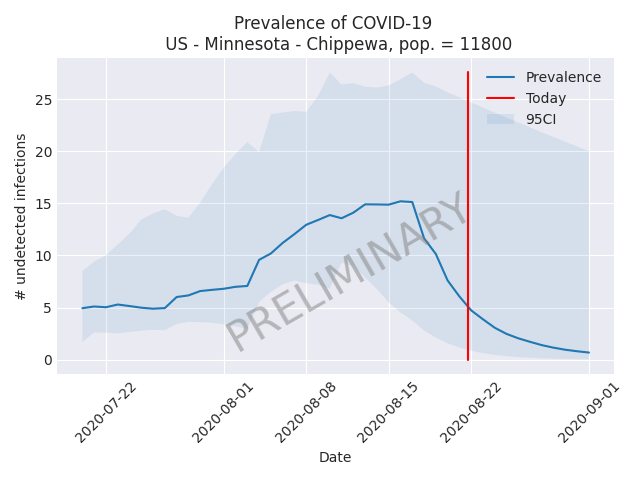 Prevalence of COVID-19
US - Minnesota - Chippewa, pop. = 11800
Prevalence
Today
95CI
# undetected infections
25
20
15
10
5
0
PRELIMINARY
2020-07-22
2020-08-01
2020-08-08
2020-08-15
2020-08-22
2020-09-01
Date